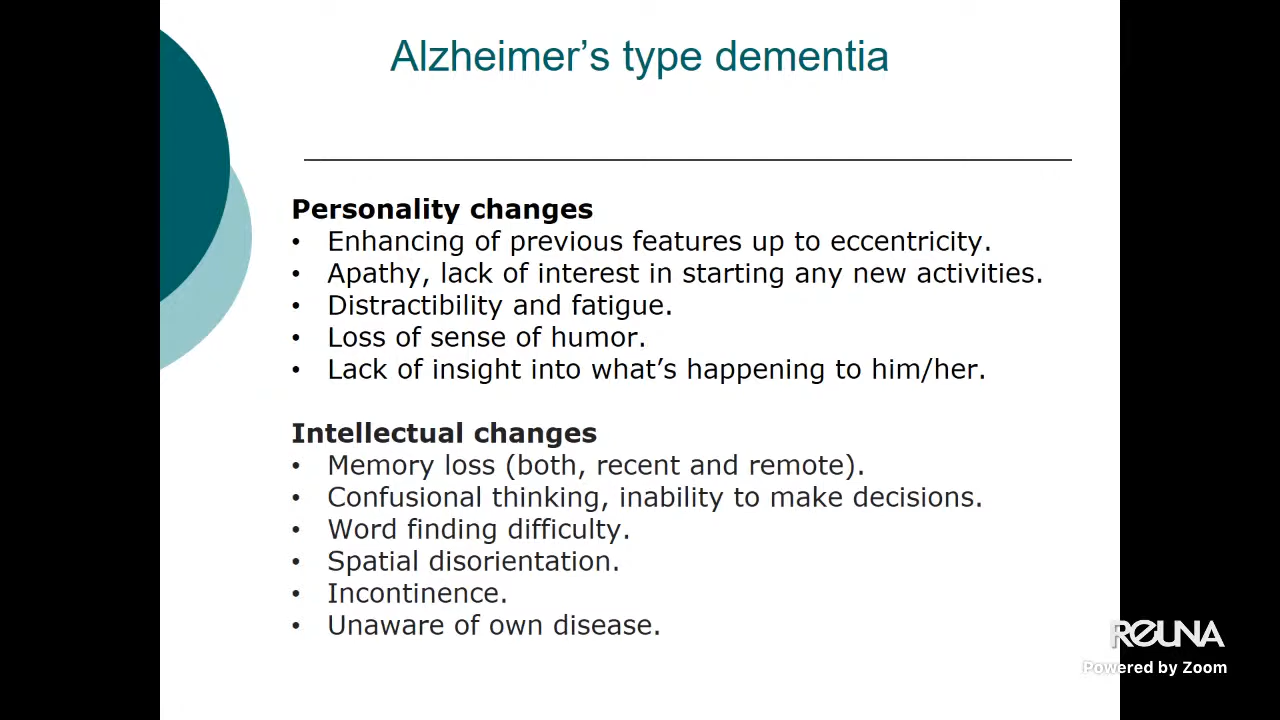 Alzheimer’s type dementia
Personality changes
• Enhancing of previous features up to eccentricity.
• Apathy, lack of interest in starting any new activities.
• Distractibility and fatigue.
• Loss of sense of humor.
• Lack of insight into what’s happening to him/her.
Intellectual changes
• Memory loss (both, recent and remote).
• Confusional thinking, inability to make decisions.
• Word finding difficulty.
• Spatial disorientation.
• Incontinence.
• Unaware of own disease.
REUNA
Powered by Zoom